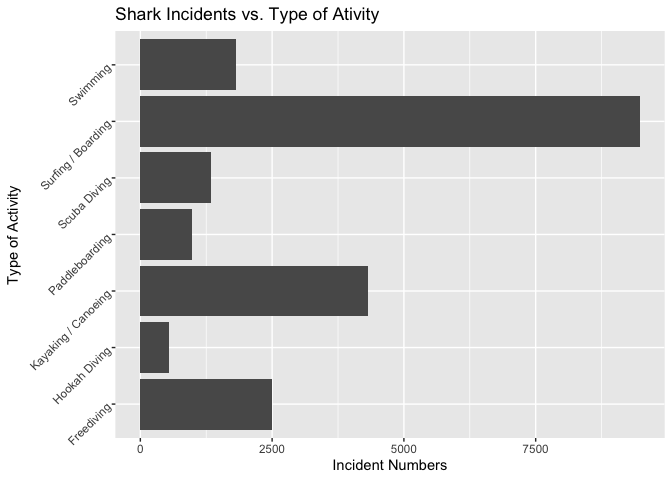 Shark Incidents vs. Type of Ativity
Type of Activity
Swimming
Surfing / Boarding
Scuba Diving
Paddleboarding
Kayaking / Canoeing
Hookah Diving
Freediving
0 2500 5000 7500
Incident Numbers